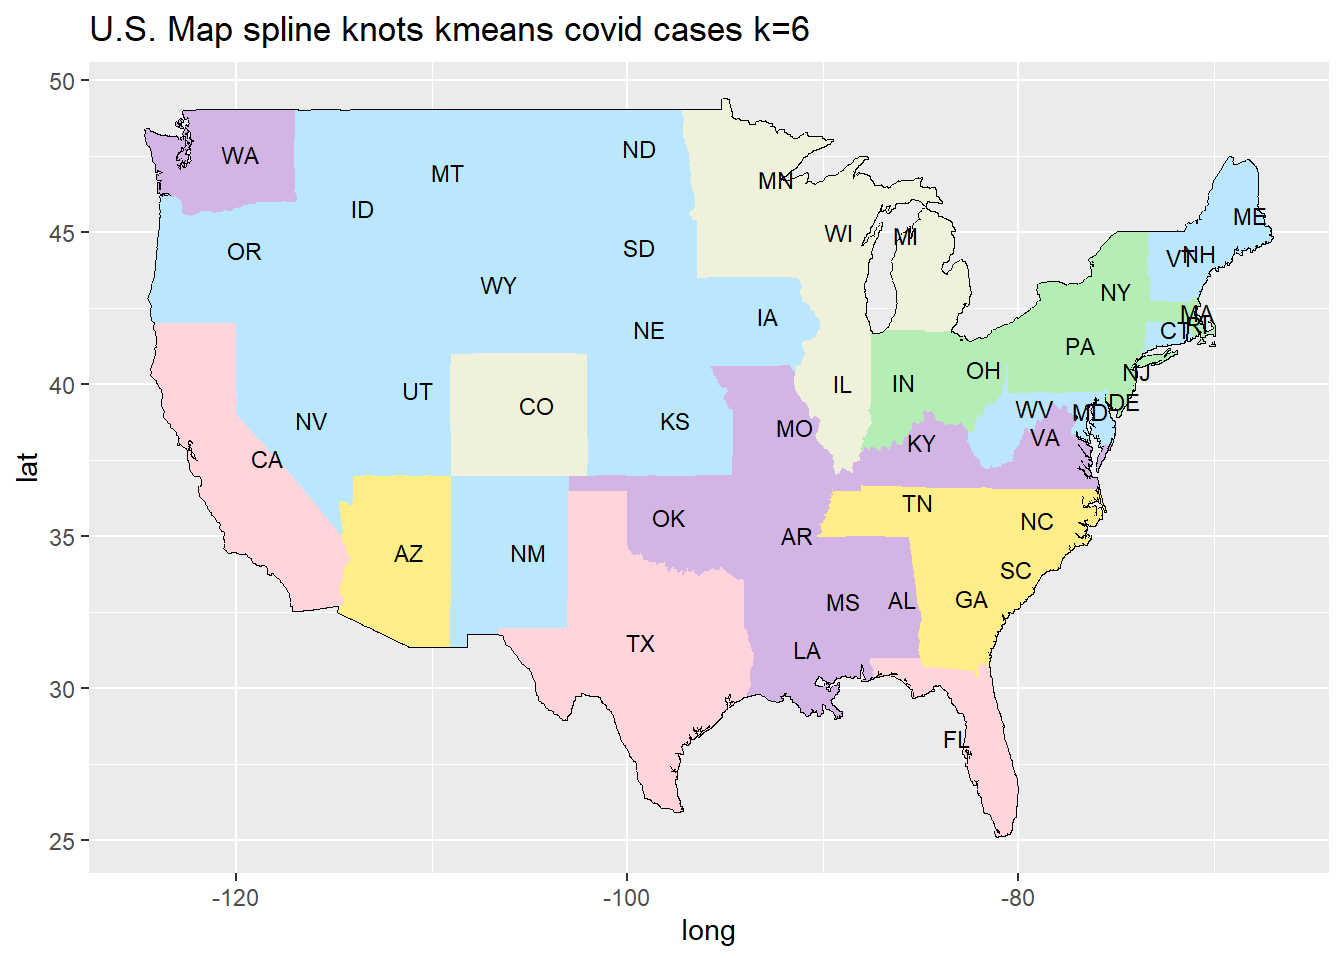 U.S. Map spline knots kmeans covid cases k=6
50
45
40
35
30
25
lat
WA
MT
ND
MN
ID
OR
SD
WI
MI
ME
WY
VT
NH
NE
IA
NY
MA
CT
RI
UT
CO
IL
IN
OH
PA
NJ
NV
KS
MO
WV
MD
DE
CA
KY
VA
AZ
NM
OK
AR
TN
NC
SC
MS
AL
GA
TX
LA
FL
-120
-100
-80
long